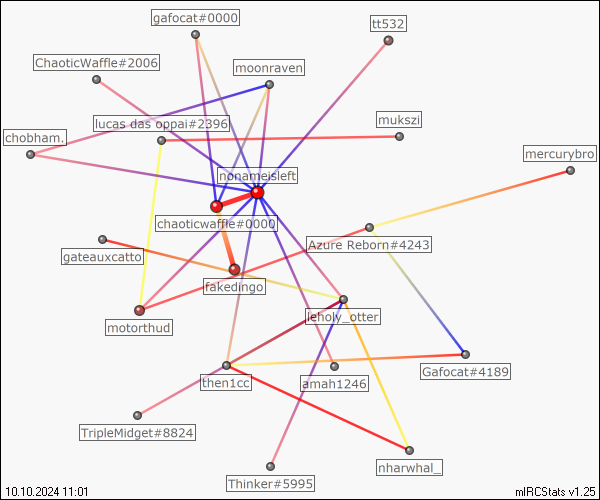 gafocat#0000
tt532
ChaoticWaffle#2006
moonraven
lucas das oppai#2396
mukszi
chobham.
mercurybro
nonameisleft
chaoticwaffle#0000
Azure Reborn#4243
gateauxcatto
fakedingo
leholy_otter
motorthud
then1cc
amah1246
Gafocat#4189
TripleMidget#8824
nharwhal_
Thinker#5995
10.10.2024 11:01
mIRCStats v1.25